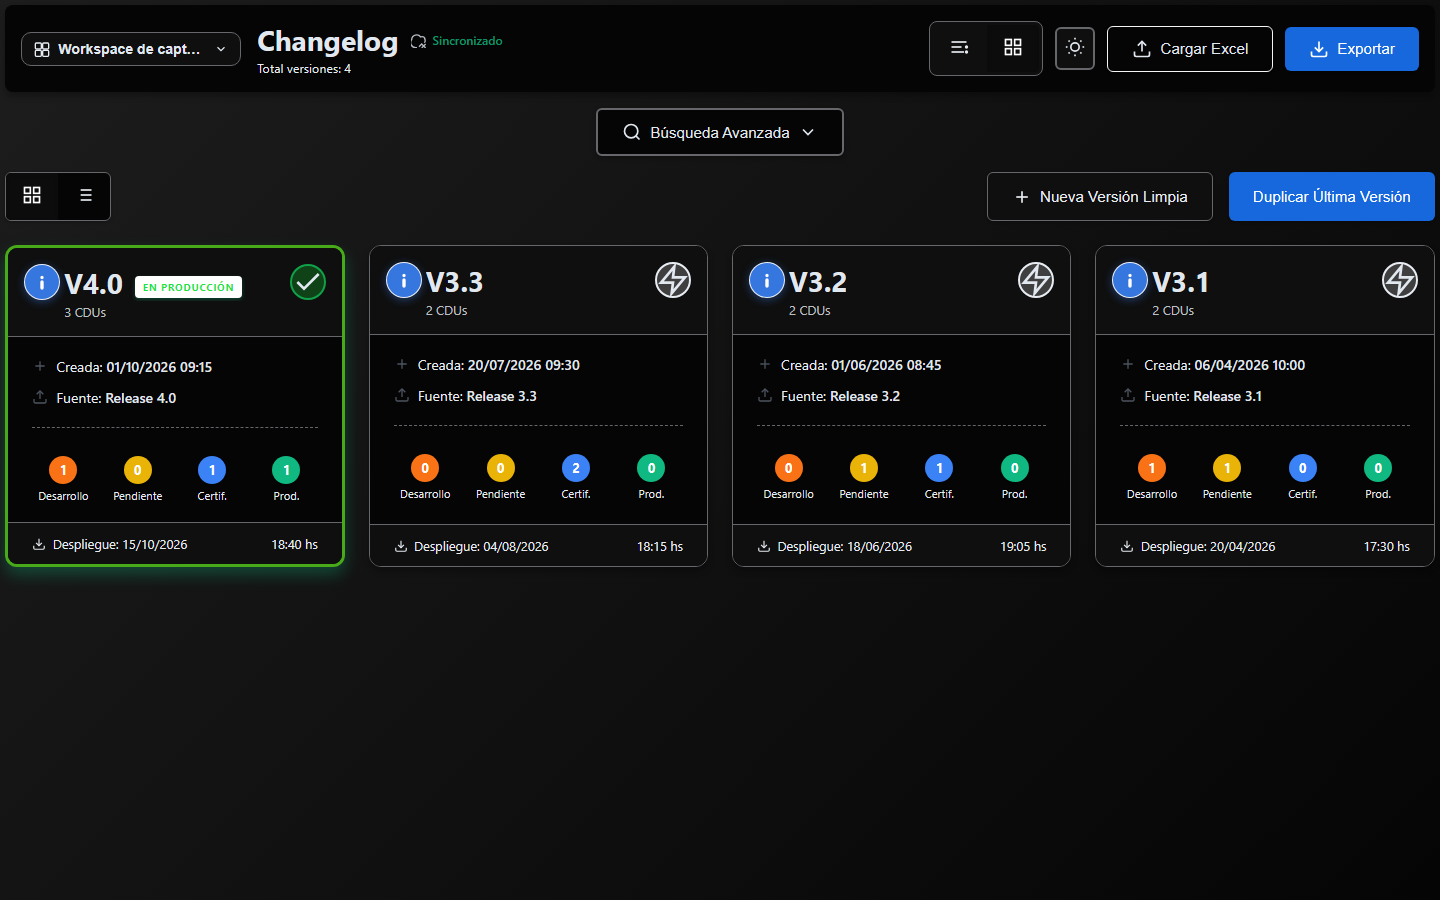 Workspace de capt...
Changelog
Sincronizado
Total versiones: 4
Cargar Excel
Exportar
Búsqueda Avanzada
Nueva Versión Limpia
Duplicar Última Versión
V4.0
EN PRODUCCIÓN
3 CDUs
Creada: 01/10/2026 09:15
Fuente: Release 4.0
1 0 1 1
Desarrollo Pendiente Certif. Prod.
Despliegue: 15/10/2026 18:40 hs
V3.3
2 CDUs
Creada: 20/07/2026 09:30
Fuente: Release 3.3
0 0 2 0
Desarrollo Pendiente Certif. Prod.
Despliegue: 04/08/2026 18:15 hs
V3.2
2 CDUs
Creada: 01/06/2026 08:45
Fuente: Release 3.2
0 1 1 0
Desarrollo Pendiente Certif. Prod.
Despliegue: 18/06/2026 19:05 hs
V3.1
2 CDUs
Creada: 06/04/2026 10:00
Fuente: Release 3.1
1 1 0 0
Desarrollo Pendiente Certif. Prod.
Despliegue: 20/04/2026 17:30 hs